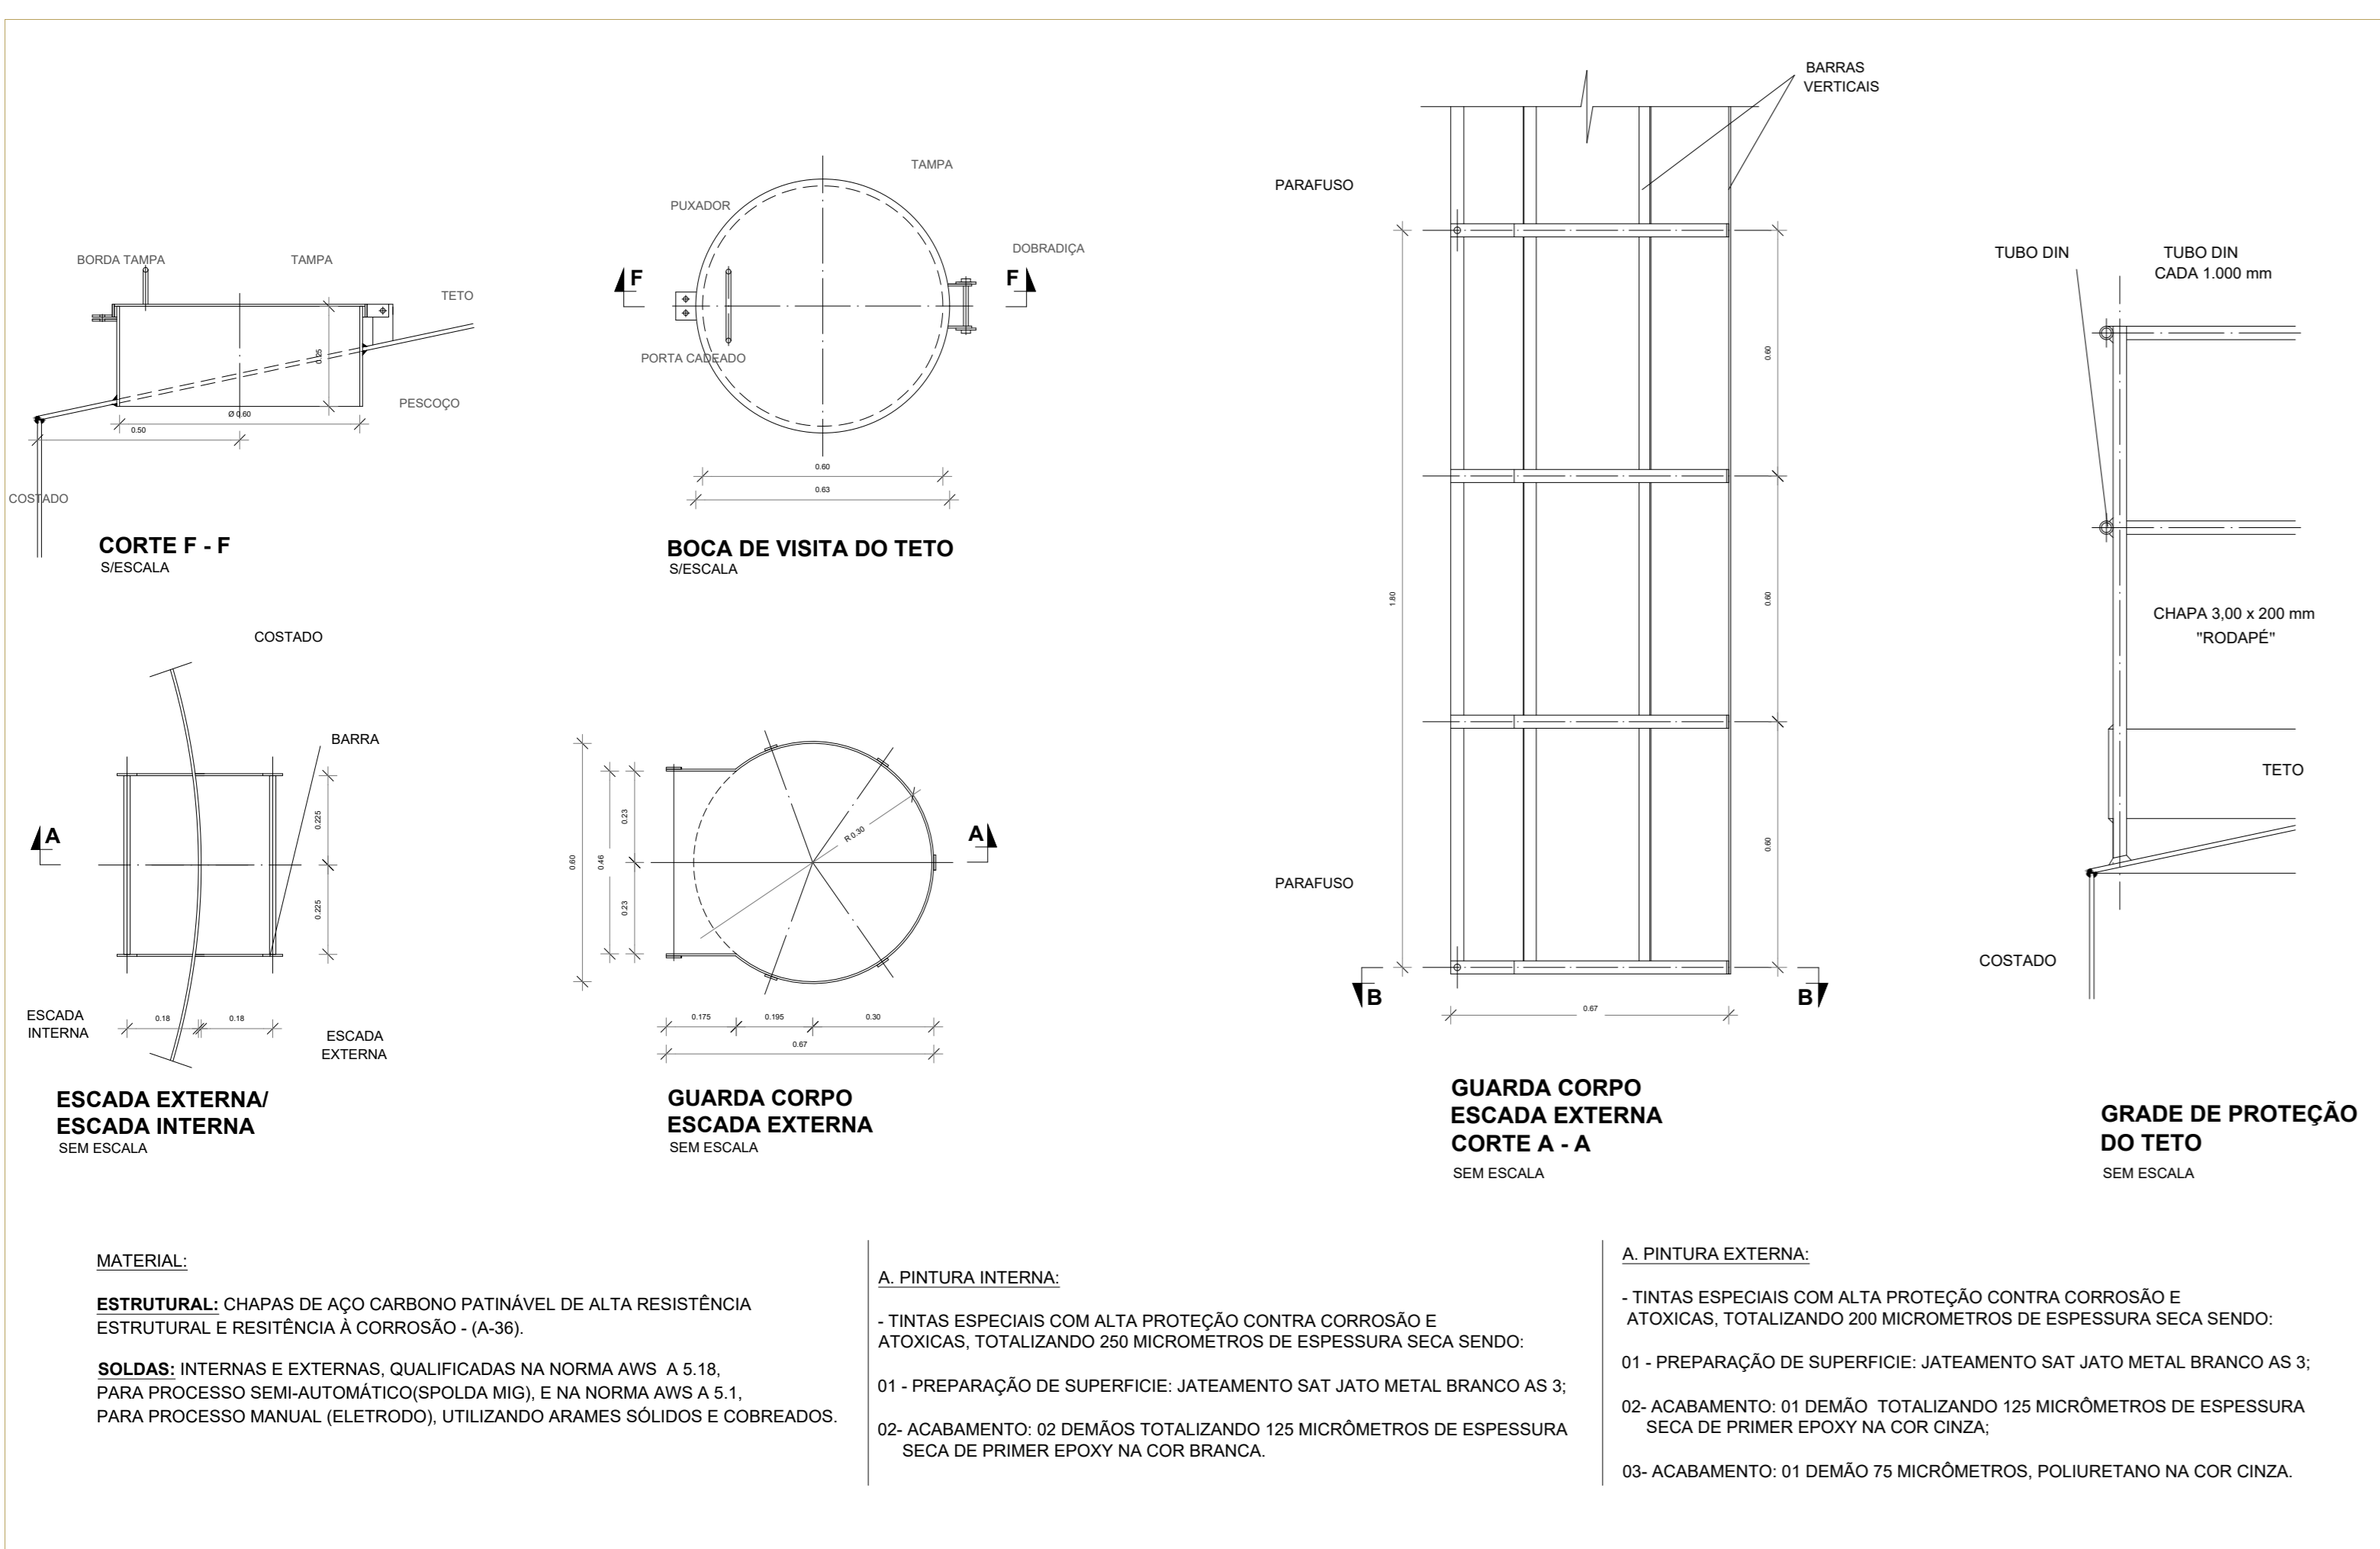 BORDA TAMPA
TAMPA
TETO
0.25
PESCOÇO
Ø 0.60
0.50
COSTADO
CORTE F - F
S/ESCALA
TAMPA
PUXADOR
DOBRADIÇA
F
F
PORTA CADEADO
0.60
0.63
BOCA DE VISITA DO TETO
S/ESCALA
COSTADO
BARRA
A
0.225
0.225
ESCADA
INTERNA
0.18
0.18
ESCADA
EXTERNA
ESCADA EXTERNA/
ESCADA INTERNA
SEM ESCALA
0.60
0.46
0.23
0.23
R.0.30
A
0.175
0.195
0.30
0.67
GUARDA CORPO
ESCADA EXTERNA
SEM ESCALA
BARRAS
VERTICAIS
PARAFUSO
0.60
1.80
0.60
0.60
PARAFUSO
B
B
0.67
GUARDA CORPO
ESCADA EXTERNA
CORTE A - A
SEM ESCALA
TUBO DIN
TUBO DIN
CADA 1.000 mm
CHAPA 3,00 x 200 mm
"RODAPÉ"
TETO
COSTADO
GRADE DE PROTEÇÃO
DO TETO
SEM ESCALA
MATERIAL:
ESTRUTURAL: CHAPAS DE AÇO CARBONO PATINÁVEL DE ALTA RESISTÊNCIA
ESTRUTURAL E RESITÊNCIA À CORROSÃO - (A-36).
SOLDAS: INTERNAS E EXTERNAS, QUALIFICADAS NA NORMA AWS A 5.18,
PARA PROCESSO SEMI-AUTOMÁTICO(SPOLDA MIG), E NA NORMA AWS A 5.1,
PARA PROCESSO MANUAL (ELETRODO), UTILIZANDO ARAMES SÓLIDOS E COBREADOS.
A. PINTURA INTERNA:
- TINTAS ESPECIAIS COM ALTA PROTEÇÃO CONTRA CORROSÃO E
ATOXICAS, TOTALIZANDO 250 MICROMETROS DE ESPESSURA SECA SENDO:
01 - PREPARAÇÃO DE SUPERFICIE: JATEAMENTO SAT JATO METAL BRANCO AS 3;
02- ACABAMENTO: 02 DEMÃOS TOTALIZANDO 125 MICRÔMETROS DE ESPESSURA
SECA DE PRIMER EPOXY NA COR BRANCA.
A. PINTURA EXTERNA:
- TINTAS ESPECIAIS COM ALTA PROTEÇÃO CONTRA CORROSÃO E
ATOXICAS, TOTALIZANDO 200 MICROMETROS DE ESPESSURA SECA SENDO:
01 - PREPARAÇÃO DE SUPERFICIE: JATEAMENTO SAT JATO METAL BRANCO AS 3;
02- ACABAMENTO: 01 DEMÃO TOTALIZANDO 125 MICRÔMETROS DE ESPESSURA
SECA DE PRIMER EPOXY NA COR CINZA;
03- ACABAMENTO: 01 DEMÃO 75 MICRÔMETROS, POLIURETANO NA COR CINZA.